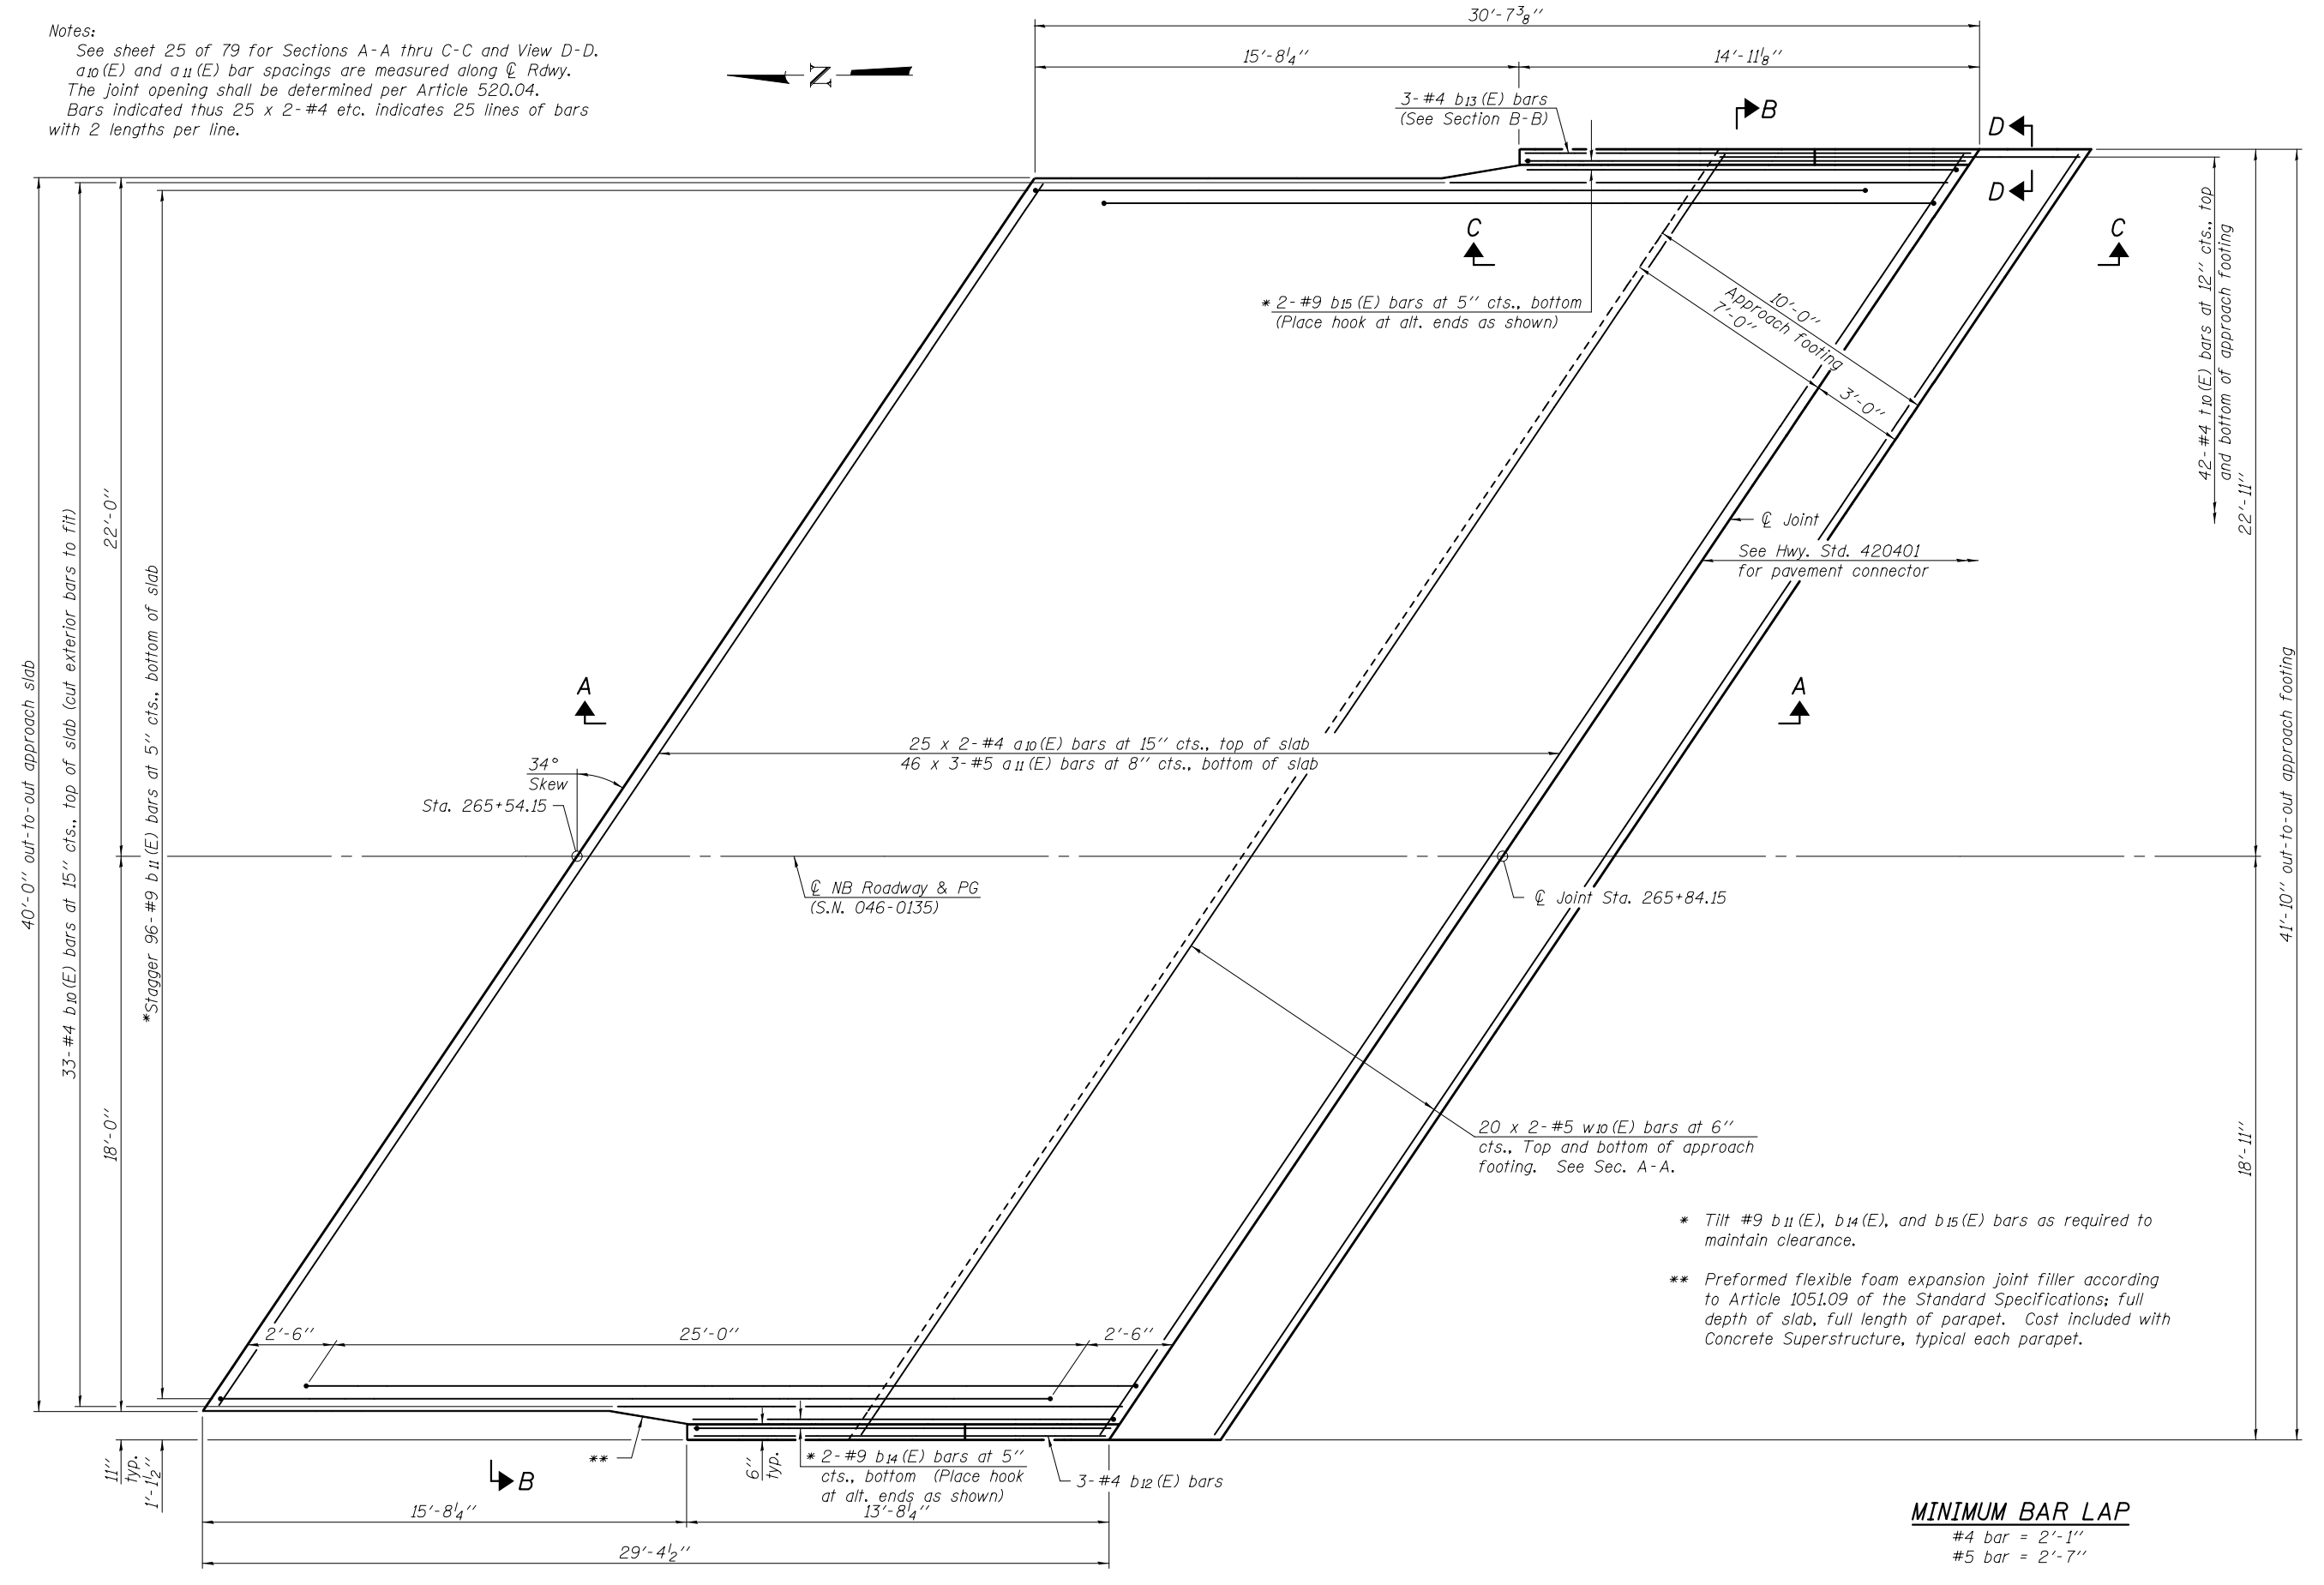 Notes:
See sheet 25 of 79 for Sections A-A thru C-C and View D-D.
a10(E) and a11(E) bar spacings are measured along ℄ Rdwy.
The joint opening shall be determined per Article 520.04.
Bars indicated thus 25 x 2-#4 etc. indicates 25 lines of bars
with 2 lengths per line.
N
30'-7 3/8"
15'-8 1/4"
14'-11 1/8"
3-#4 b13(E) bars
(See Section B-B)
B
D
D
C
C
* 2-#9 b15(E) bars at 5" cts., bottom
(Place hook at alt. ends as shown)
10'-0"
Approach footing
7'-0"
3'-0"
42-#4 t10(E) bars at 12" cts., top
and bottom of approach footing
22'-11"
41'-10" out-to-out approach footing
18'-11"
℄ Joint
See Hwy. Std. 420401
for pavement connector
40'-0" out-to-out approach slab
33-#4 b10(E) bars at 15" cts., top of slab (cut exterior bars to fit)
22'-0"
18'-0"
*Stagger 96-#9 b11(E) bars at 5" cts., bottom of slab
A
A
25 x 2-#4 a10(E) bars at 15" cts., top of slab
46 x 3-#5 a11(E) bars at 8" cts., bottom of slab
34°
Skew
Sta. 265+54.15
℄ NB Roadway & PG
(S.N. 046-0135)
℄ Joint Sta. 265+84.15
20 x 2-#5 w10(E) bars at 6"
cts., Top and bottom of approach
footing. See Sec. A-A.
* Tilt #9 b11(E), b14(E), and b15(E) bars as required to
maintain clearance.
** Preformed flexible foam expansion joint filler according
to Article 1051.09 of the Standard Specifications; full
depth of slab, full length of parapet. Cost included with
Concrete Superstructure, typical each parapet.
2'-6"
25'-0"
2'-6"
11"
typ.
1'-1 1/2"
**
B
6"
typ.
* 2-#9 b14(E) bars at 5"
cts., bottom (Place hook
at alt. ends as shown)
3-#4 b12(E) bars
15'-8 1/4"
13'-8 1/4"
29'-4 1/2"
MINIMUM BAR LAP
#4 bar = 2'-1"
#5 bar = 2'-7"